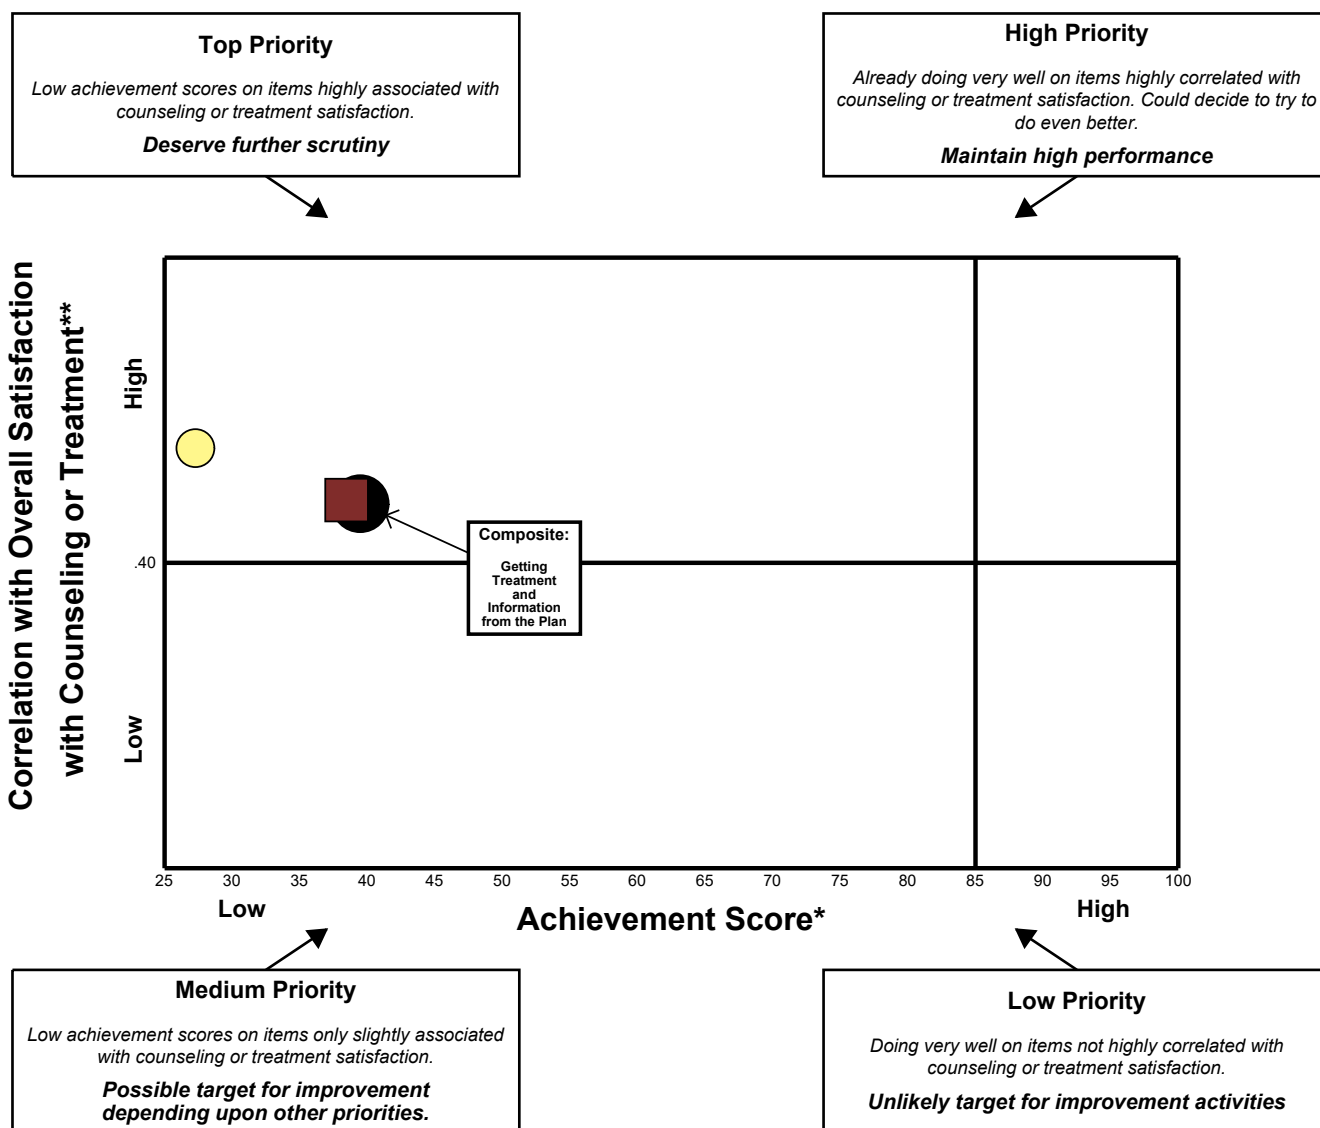 Top Priority
Low achievement scores on items highly associated with
counseling or treatment satisfaction.
Deserve further scrutiny
High Priority
Already doing very well on items highly correlated with
counseling or treatment satisfaction. Could decide to try to
do even better.
Maintain high performance
Correlation with Overall Satisfaction
with Counseling or Treatment**
High
.40
Low
Composite:
Getting
Treatment
and
Information
from the Plan
25 30 35 40 45 50 55 60 65 70 75 80 85 90 95 100
Low
Achievement Score*
High
Medium Priority
Low achievement scores on items only slightly associated
with counseling or treatment satisfaction.
Possible target for improvement
depending upon other priorities.
Low Priority
Doing very well on items not highly correlated with
counseling or treatment satisfaction.
Unlikely target for improvement activities